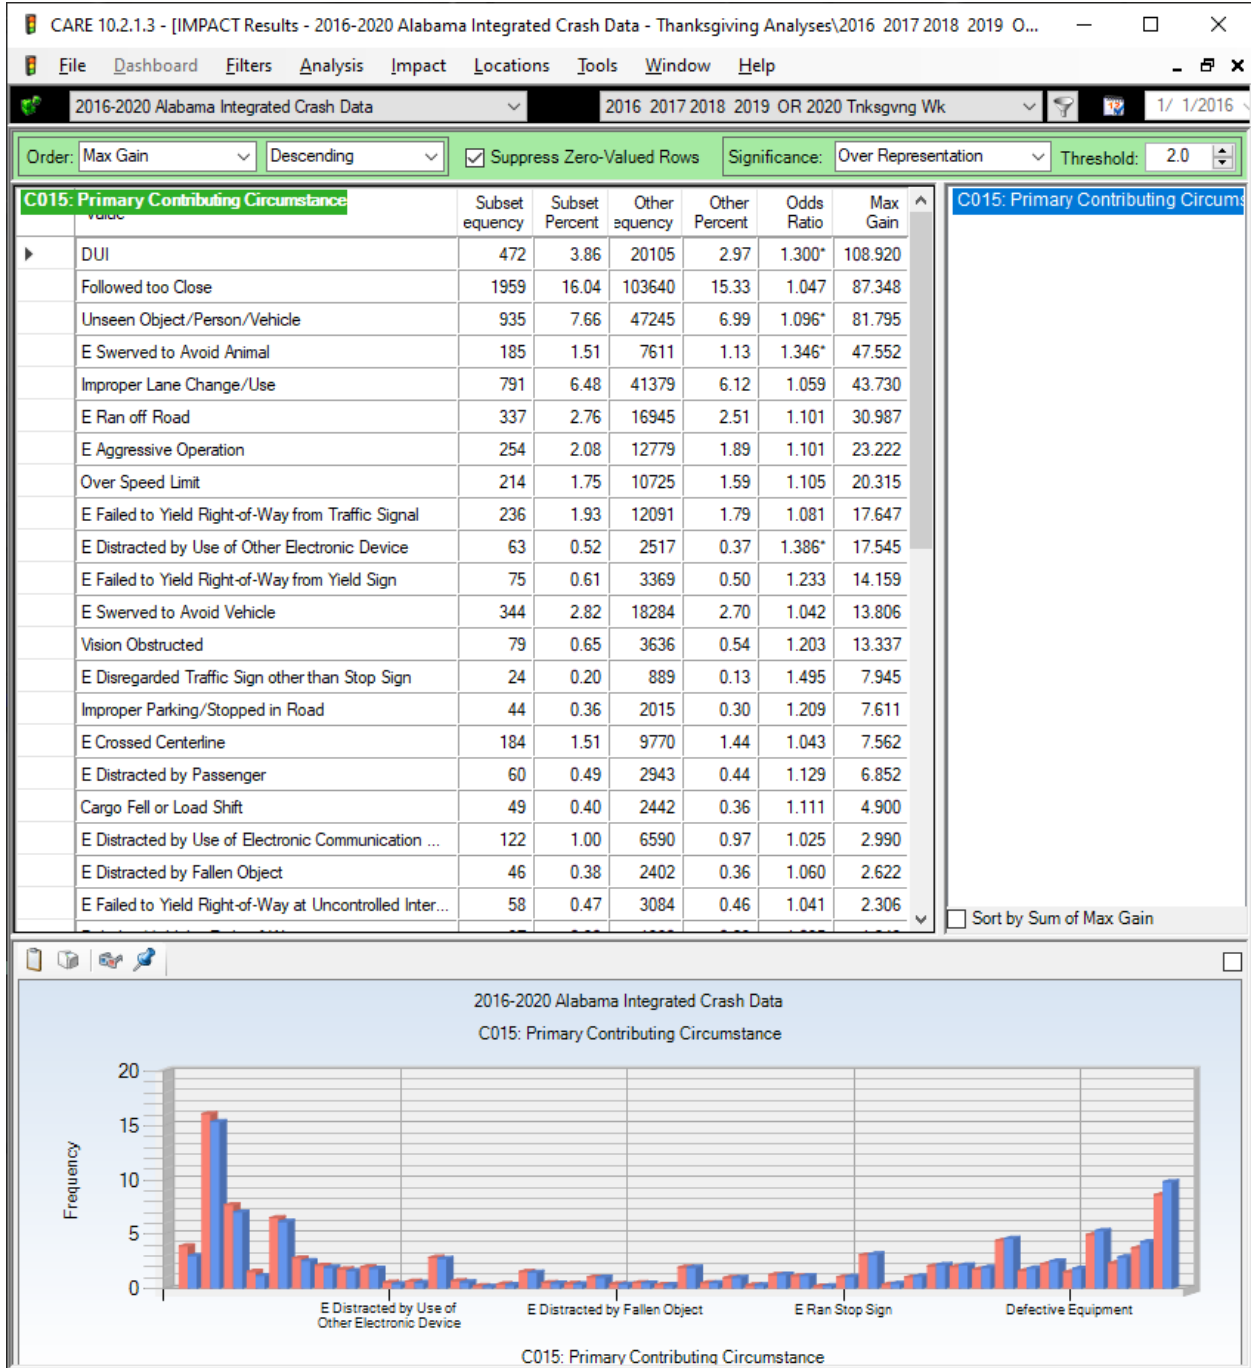 CARE 10.2.1.3 - [IMPACT Results - 2016-2020 Alabama Integrated Crash Data - Thanksgiving Analyses\2016 2017 2018 2019 O...
File Dashboard Filters Analysis Impact Locations Tools Window Help
2016-2020 Alabama Integrated Crash Data 2016 2017 2018 2019 OR 2020 Tnksgvng Wk 1/ 1/2016
Order: Max Gain Descending Suppress Zero-Valued Rows Significance: Over Representation Threshold: 2.0
C015: Primary Contributing Circumstance Subset Subset Other Other Odds Max C015: Primary Contributing Circums
equency Percent equency Percent Ratio Gain
DUI 472 3.86 20105 2.97 1.300* 108.920
Followed too Close 1959 16.04 103640 15.33 1.047 87.348
Unseen Object/Person/Vehicle 935 7.66 47245 6.99 1.096* 81.795
E Swerved to Avoid Animal 185 1.51 7611 1.13 1.346* 47.552
Improper Lane Change/Use 791 6.48 41379 6.12 1.059 43.730
E Ran off Road 337 2.76 16945 2.51 1.101 30.987
E Aggressive Operation 254 2.08 12779 1.89 1.101 23.222
Over Speed Limit 214 1.75 10725 1.59 1.105 20.315
E Failed to Yield Right-of-Way from Traffic Signal 236 1.93 12091 1.79 1.081 17.647
E Distracted by Use of Other Electronic Device 63 0.52 2517 0.37 1.386* 17.545
E Failed to Yield Right-of-Way from Yield Sign 75 0.61 3369 0.50 1.233 14.159
E Swerved to Avoid Vehicle 344 2.82 18284 2.70 1.042 13.806
Vision Obstructed 79 0.65 3636 0.54 1.203 13.337
E Disregarded Traffic Sign other than Stop Sign 24 0.20 889 0.13 1.495 7.945
Improper Parking/Stopped in Road 44 0.36 2015 0.30 1.209 7.611
E Crossed Centerline 184 1.51 9770 1.44 1.043 7.562
E Distracted by Passenger 60 0.49 2943 0.44 1.129 6.852
Cargo Fell or Load Shift 49 0.40 2442 0.36 1.111 4.900
E Distracted by Use of Electronic Communication ... 122 1.00 6590 0.97 1.025 2.990
E Distracted by Fallen Object 46 0.38 2402 0.36 1.060 2.622
E Failed to Yield Right-of-Way at Uncontrolled Inter... 58 0.47 3084 0.46 1.041 2.306
Sort by Sum of Max Gain
2016-2020 Alabama Integrated Crash Data
C015: Primary Contributing Circumstance
Frequency
20
15
10
5
0
E Distracted by Use of
Other Electronic Device
E Distracted by Fallen Object
E Ran Stop Sign
Defective Equipment
C015: Primary Contributing Circumstance